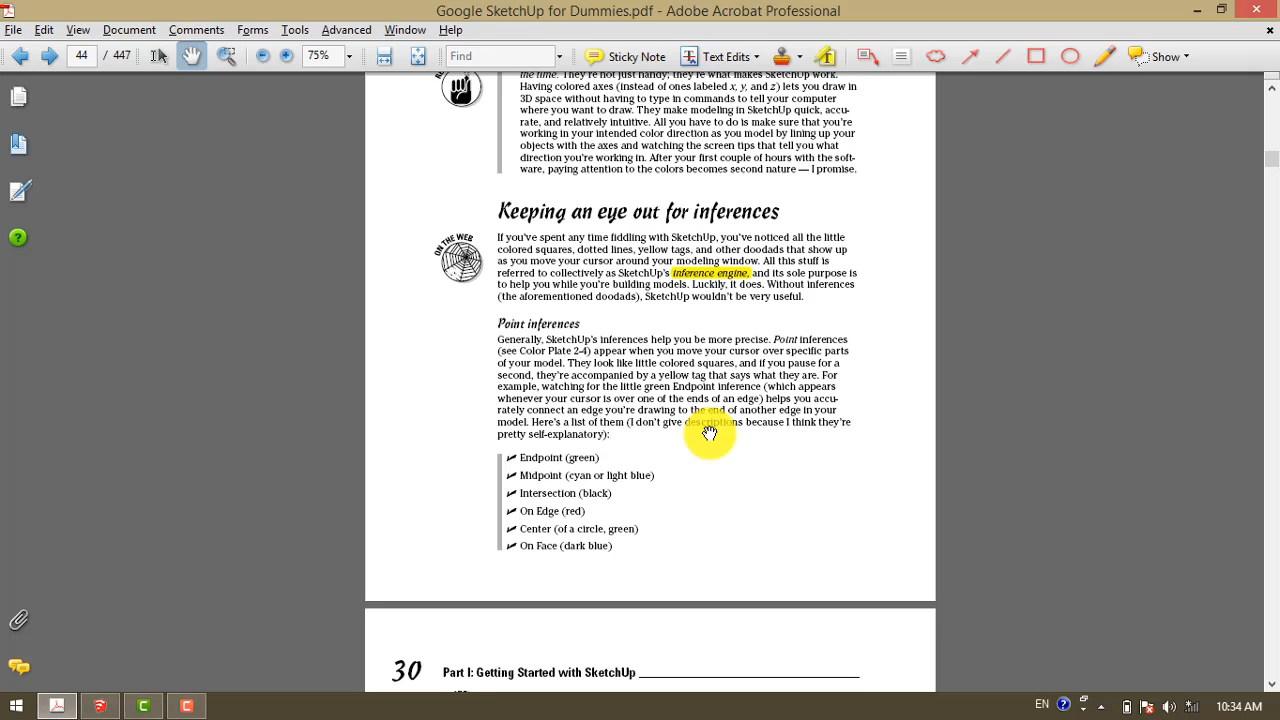 SketchUp.pdf - Adobe Acrobat Professional
File Edit View Document Comments Forms Tools Advanced Window Help
44 / 447 75% Find Sticky Note Text Edits Show
the time. They're not just handy; they're what makes SketchUp work.
Having colored axes (instead of ones labeled x, y, and z) lets you draw in
3D space without having to type in commands to tell your computer
where you want to draw. They make modeling in SketchUp quick, accu-
rate, and relatively intuitive. All you have to do is make sure that you're
working in your intended color direction as you model by lining up your
objects with the axes and watching the screen tips that tell you what
direction you're working in. After your first couple of hours with the soft-
ware, paying attention to the colors becomes second nature — I promise.
Keeping an eye out for inferences
ON THE WEB
If you've spent any time fiddling with SketchUp, you've noticed all the little
colored squares, dotted lines, yellow tags, and other doodads that show up
as you move your cursor around your modeling window. All this stuff is
referred to collectively as SketchUp's inference engine, and its sole purpose is
to help you while you're building models. Luckily, it does. Without inferences
(the aforementioned doodads), SketchUp wouldn't be very useful.
Point inferences
Generally, SketchUp's inferences help you be more precise. Point inferences
(see Color Plate 2-4) appear when you move your cursor over specific parts
of your model. They look like little colored squares, and if you pause for a
second, they're accompanied by a yellow tag that says what they are. For
example, watching for the little green Endpoint inference (which appears
whenever your cursor is over one of the ends of an edge) helps you accu-
rately connect an edge you're drawing to the end of another edge in your
model. Here's a list of them (I don't give descriptions because I think they're
pretty self-explanatory):
Endpoint (green)
Midpoint (cyan or light blue)
Intersection (black)
On Edge (red)
Center (of a circle, green)
On Face (dark blue)
30 Part I: Getting Started with SketchUp
EN 10:34 AM